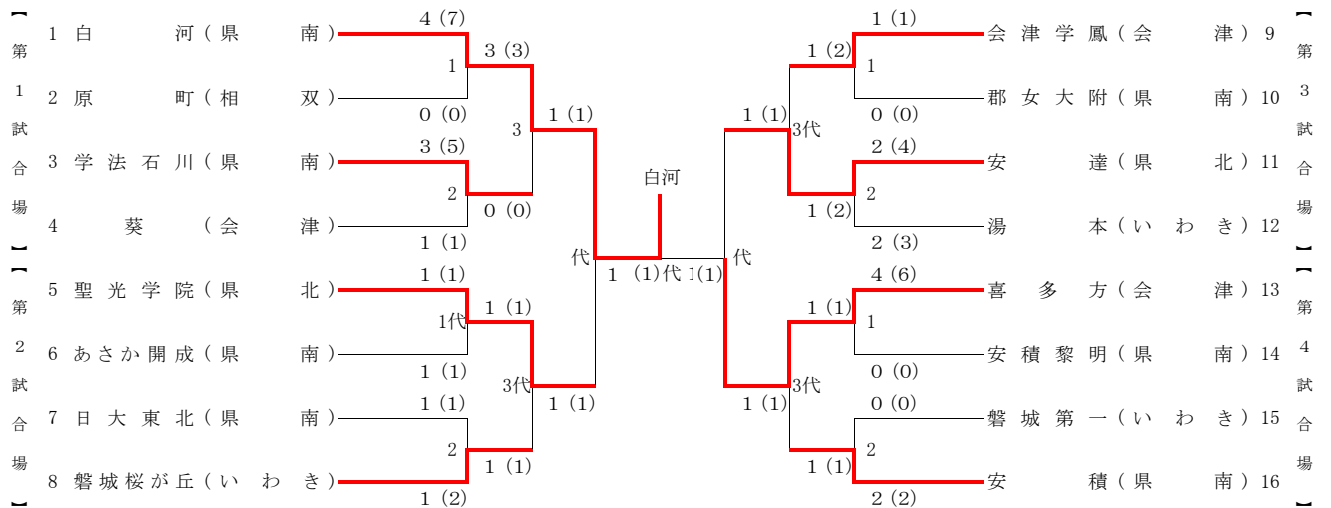 【第1試合場】
4 (7)
1 白河(県南)
3 (3)
1
2 原町(相双)
0 (0)
1 (1)
3
3 (5)
3 学法石川(県南)
2
0 (0)
4 葵(会津)
1 (1)
代
【第2試合場】
1 (1)
5 聖光学院(県北)
1 (1)
1代
6 あさか開成(県南)
1 (1)
3代
1 (1)
1 (1)
7 日大東北(県南)
2
1 (1)
8 磐城桜が丘(いわき)
1 (2)
白河
1 (1)代 1(1)
【第3試合場】
1 (1)
会津学鳳(会津) 9
1 (2)
1
郡女大附(県南) 10
0 (0)
1 (1)
3代
2 (4)
安達(県北) 11
2
1 (2)
湯本(いわき) 12
2 (3)
代
【第4試合場】
4 (6)
喜多方(会津) 13
1 (1)
1
安積黎明(県南) 14
0 (0)
3代
1 (1)
0 (0)
磐城第一(いわき) 15
2
1 (1)
安積(県南) 16
2 (2)